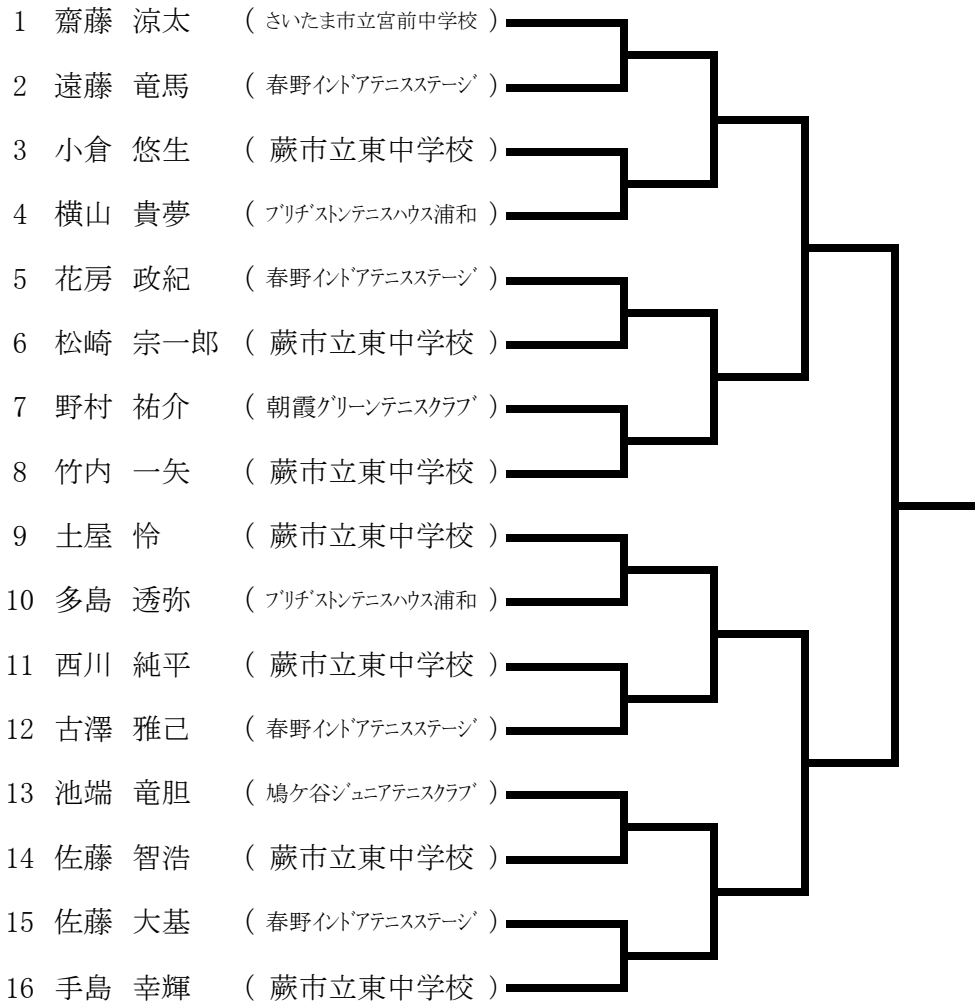 1 齋藤 涼太 ( さいたま市立宮前中学校 )
2 遠藤 竜馬 ( 春野ｲﾝﾄﾞｱﾃﾆｽｽﾃｰｼﾞ )
3 小倉 悠生 ( 蕨市立東中学校 )
4 横山 貴夢 ( ﾌﾞﾘﾁﾞｽﾄﾝﾃﾆｽﾊｳｽ浦和 )
5 花房 政紀 ( 春野ｲﾝﾄﾞｱﾃﾆｽｽﾃｰｼﾞ )
6 松崎 宗一郎 ( 蕨市立東中学校 )
7 野村 祐介 ( 朝霞ｸﾞﾘｰﾝﾃﾆｽｸﾗﾌﾞ )
8 竹内 一矢 ( 蕨市立東中学校 )
9 土屋 怜 ( 蕨市立東中学校 )
10 多島 透弥 ( ﾌﾞﾘﾁﾞｽﾄﾝﾃﾆｽﾊｳｽ浦和 )
11 西川 純平 ( 蕨市立東中学校 )
12 古澤 雅己 ( 春野ｲﾝﾄﾞｱﾃﾆｽｽﾃｰｼﾞ )
13 池端 竜胆 ( 鳩ケ谷ｼﾞｭﾆｱﾃﾆｽｸﾗﾌﾞ )
14 佐藤 智浩 ( 蕨市立東中学校 )
15 佐藤 大基 ( 春野ｲﾝﾄﾞｱﾃﾆｽｽﾃｰｼﾞ )
16 手島 幸輝 ( 蕨市立東中学校 )